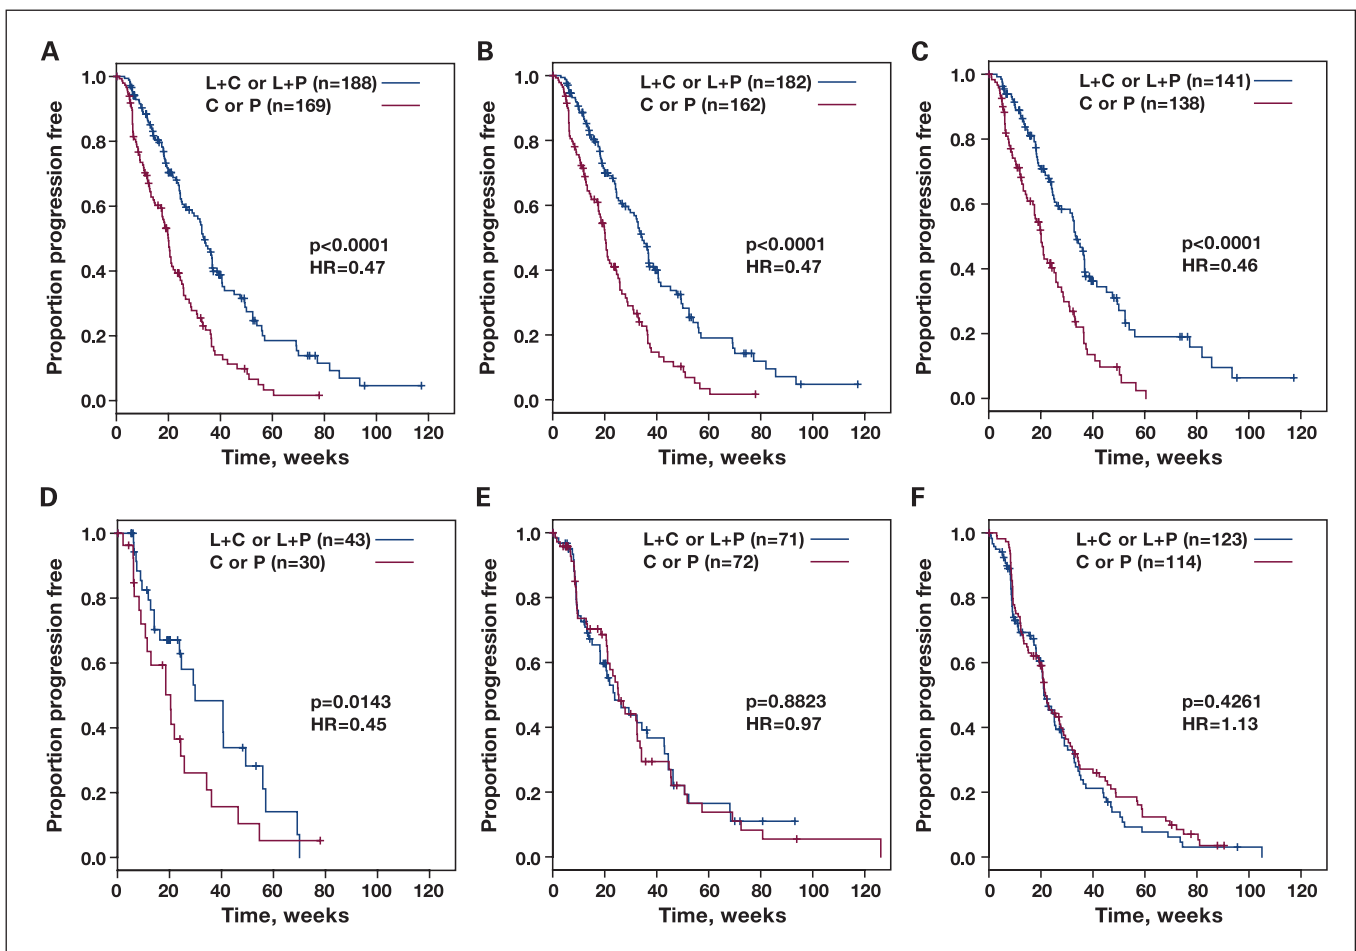 A
L+C or L+P (n=188)
C or P (n=169)
p<0.0001
HR=0.47
Proportion progression free
1.0
0.8
0.6
0.4
0.2
0.0
0 20 40 60 80 100 120
Time, weeks
B
L+C or L+P (n=182)
C or P (n=162)
p<0.0001
HR=0.47
Proportion progression free
1.0
0.8
0.6
0.4
0.2
0.0
0 20 40 60 80 100 120
Time, weeks
C
L+C or L+P (n=141)
C or P (n=138)
p<0.0001
HR=0.46
Proportion progression free
1.0
0.8
0.6
0.4
0.2
0.0
0 20 40 60 80 100 120
Time, weeks
D
L+C or L+P (n=43)
C or P (n=30)
p=0.0143
HR=0.45
Proportion progression free
1.0
0.8
0.6
0.4
0.2
0.0
0 20 40 60 80 100 120
Time, weeks
E
L+C or L+P (n=71)
C or P (n=72)
p=0.8823
HR=0.97
Proportion progression free
1.0
0.8
0.6
0.4
0.2
0.0
0 20 40 60 80 100 120
Time, weeks
F
L+C or L+P (n=123)
C or P (n=114)
p=0.4261
HR=1.13
Proportion progression free
1.0
0.8
0.6
0.4
0.2
0.0
0 20 40 60 80 100 120
Time, weeks